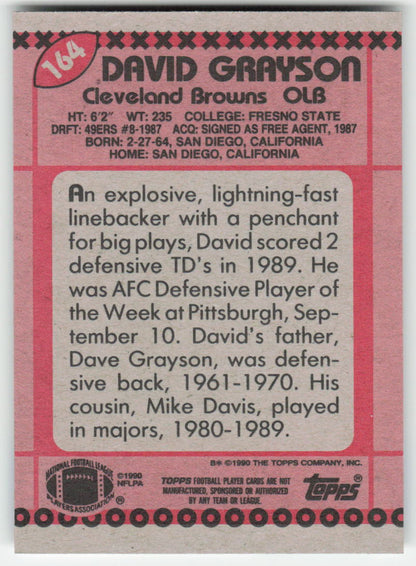 164
DAVID GRAYSON
Cleveland Browns OLB
HT: 6'2" WT: 235 COLLEGE: FRESNO STATE
DRFT: 49ERS #8-1987 ACQ: SIGNED AS FREE AGENT, 1987
BORN: 2-27-64, SAN DIEGO, CALIFORNIA
HOME: SAN DIEGO, CALIFORNIA
An explosive, lightning-fast
linebacker with a penchant
for big plays, David scored 2
defensive TD's in 1989. He
was AFC Defensive Player of
the Week at Pittsburgh, Sep-
tember 10. David's father,
Dave Grayson, was defen-
sive back, 1961-1970. His
cousin, Mike Davis, played
in majors, 1980-1989.
B* ©1990 THE TOPPS COMPANY, INC.
NATIONAL FOOTBALL LEAGUE
PLAYERS ASSOCIATION
©1990
NFLPA
TOPPS FOOTBALL PLAYER CARDS ARE NOT
MANUFACTURED, SPONSORED OR AUTHORIZED
BY ANY TEAM OR LEAGUE.
topps®